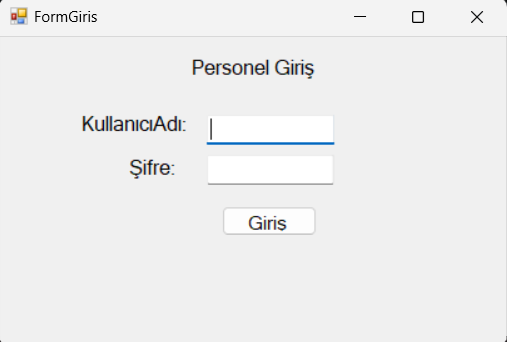 FormGiris
Personel Giriş
KullanıcıAdı:
Şifre:
Giriş